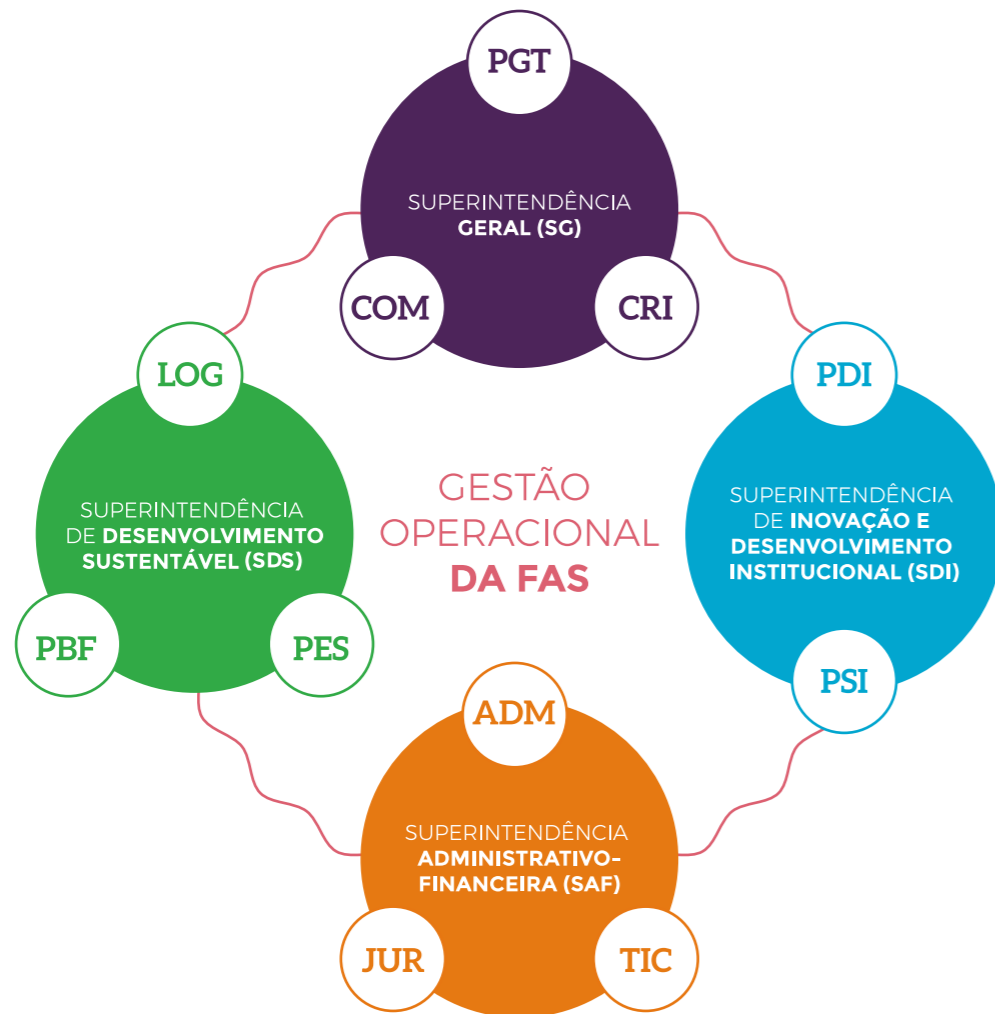 PGT
SUPERINTENDÊNCIA
GERAL (SG)
COM
CRI
LOG
SUPERINTENDÊNCIA
DE DESENVOLVIMENTO
SUSTENTÁVEL (SDS)
PBF
PES
GESTÃO
OPERACIONAL
DA FAS
PDI
SUPERINTENDÊNCIA
DE INOVAÇÃO E
DESENVOLVIMENTO
INSTITUCIONAL (SDI)
PSI
ADM
SUPERINTENDÊNCIA
ADMINISTRATIVO-
FINANCEIRA (SAF)
JUR
TIC